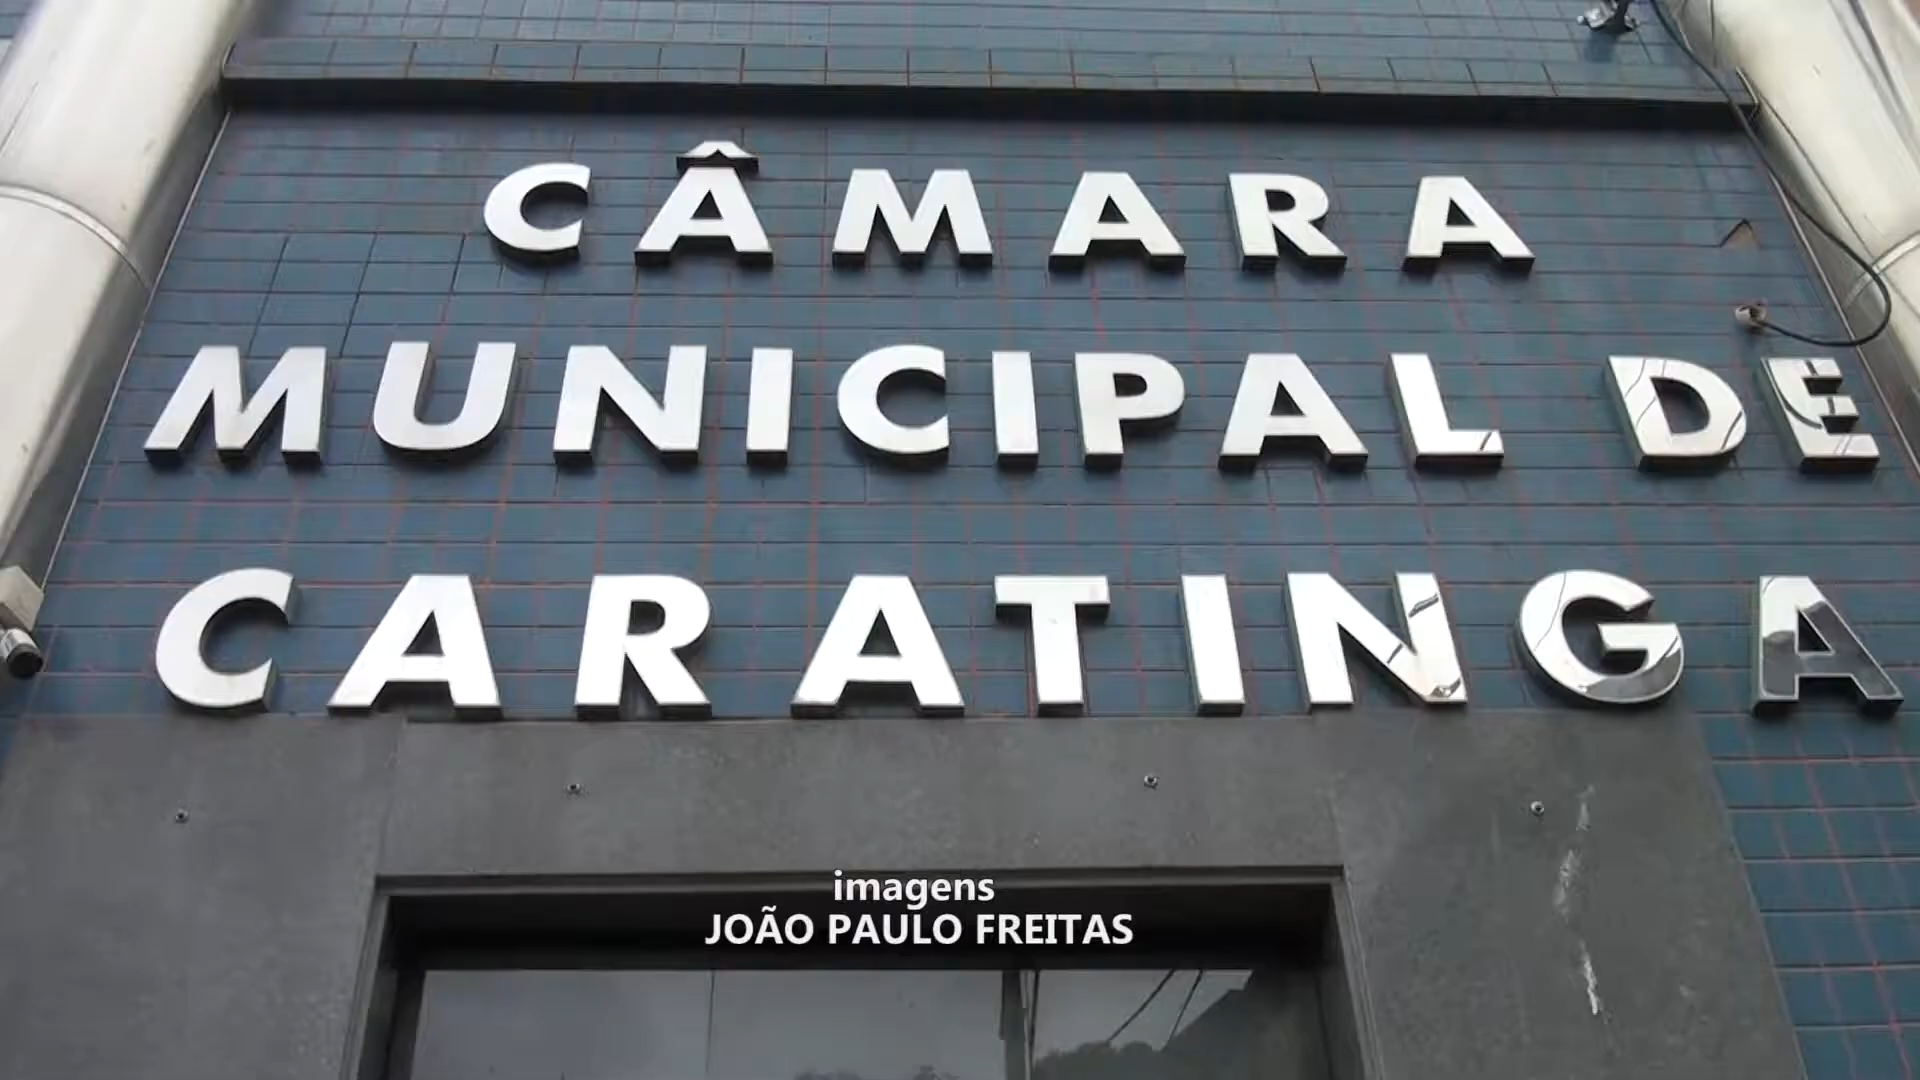 CÂMARA
MUNICIPAL DE
CARATINGA
imagens
JOÃO PAULO FREITAS